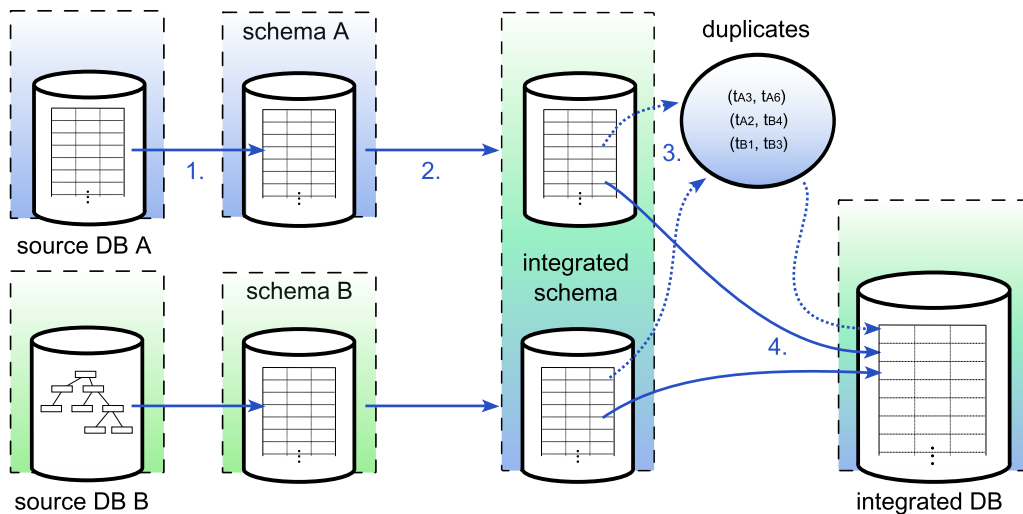 schema A
duplicates
(tA3, tA6)
(tA2, tB4)
(tB1, tB3)
1.
2.
3.
source DB A
integrated
schema
schema B
4.
source DB B
integrated DB